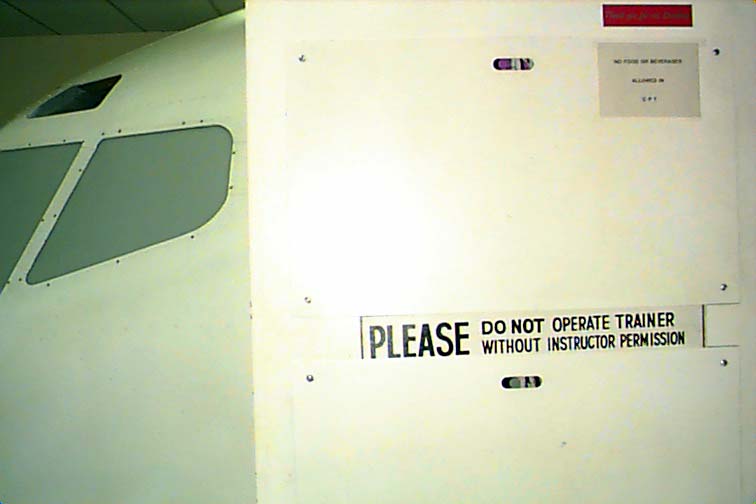 NO FOOD OR BEVERAGES
ALLOWED IN
CPT
PLEASE DO NOT OPERATE TRAINER
WITHOUT INSTRUCTOR PERMISSION